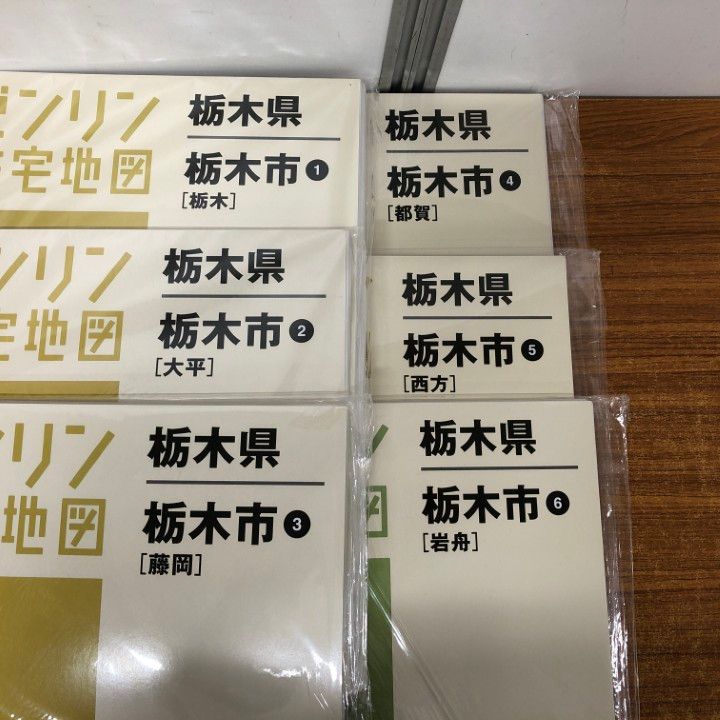 ゼンリン
住宅地図
栃木県
栃木市 1
[栃木]
ンリン
宅地図
栃木県
栃木市 2
[大平]
ンリン
地図
栃木県
栃木市 3
[藤岡]
栃木県
栃木市 4
[都賀]
栃木県
栃木市 5
[西方]
ン
図
栃木県
栃木市 6
[岩舟]